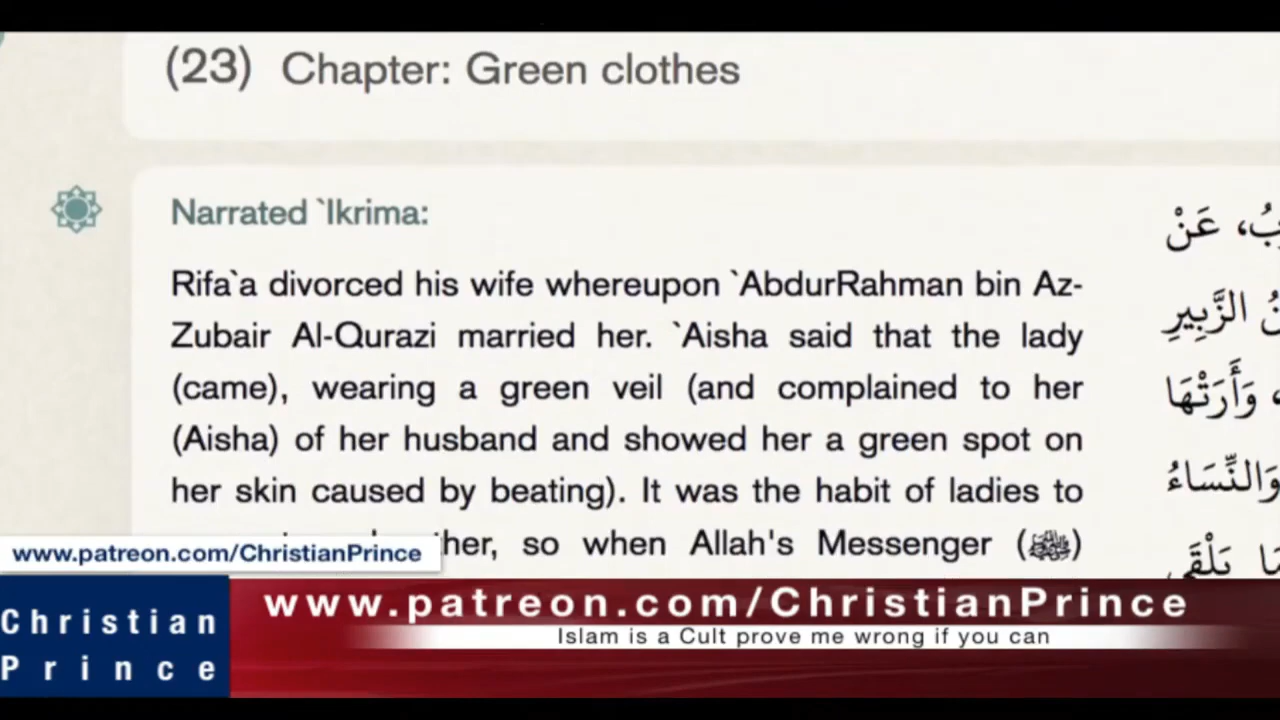 (23) Chapter: Green clothes
Narrated `Ikrima:
Rifa`a divorced his wife whereupon `AbdurRahman bin Az-
Zubair Al-Qurazi married her. `Aisha said that the lady
(came), wearing a green veil (and complained to her
(Aisha) of her husband and showed her a green spot on
her skin caused by beating). It was the habit of ladies to
so when Allah's Messenger (ﷺ)
بُ، عَنْ
نُ الزَّبِيرِ
، وَأَرَتْهَا
وَالنِّسَاءُ
مَا يَلْقَى
www.patreon.com/ChristianPrince
Christian
Prince
www.patreon.com/ChristianPrince
Islam is a Cult prove me wrong if you can